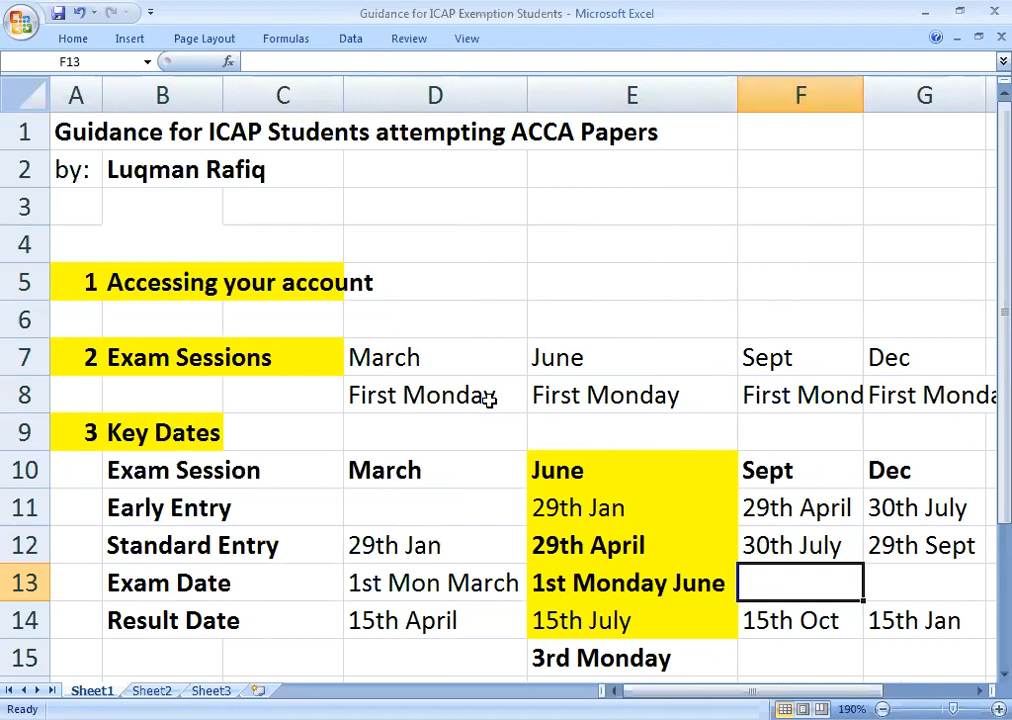 Guidance for ICAP Exemption Students - Microsoft Excel
Home Insert Page Layout Formulas Data Review View
F13 fx
A B C D E F G
1 Guidance for ICAP Students attempting ACCA Papers
2 by: Luqman Rafiq
3
4
5 1 Accessing your account
6
7 2 Exam Sessions March June Sept Dec
8 First Monday First Monday First Mond First Monda
9 3 Key Dates
10 Exam Session March June Sept Dec
11 Early Entry 29th Jan 29th April 30th July
12 Standard Entry 29th Jan 29th April 30th July 29th Sept
13 Exam Date 1st Mon March 1st Monday June
14 Result Date 15th April 15th July 15th Oct 15th Jan
15 3rd Monday
Sheet1 Sheet2 Sheet3
Ready 190%